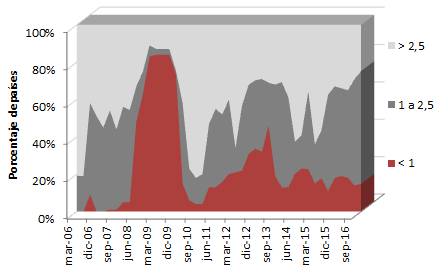 Porcentaje depaíses
100%
80%
60%
40%
20%
0%
mar-06
dic-06
sep-07
jun-08
mar-09
dic-09
sep-10
jun-11
mar-12
dic-12
sep-13
jun-14
mar-15
dic-15
sep-16
> 2,5
1 a 2,5
< 1